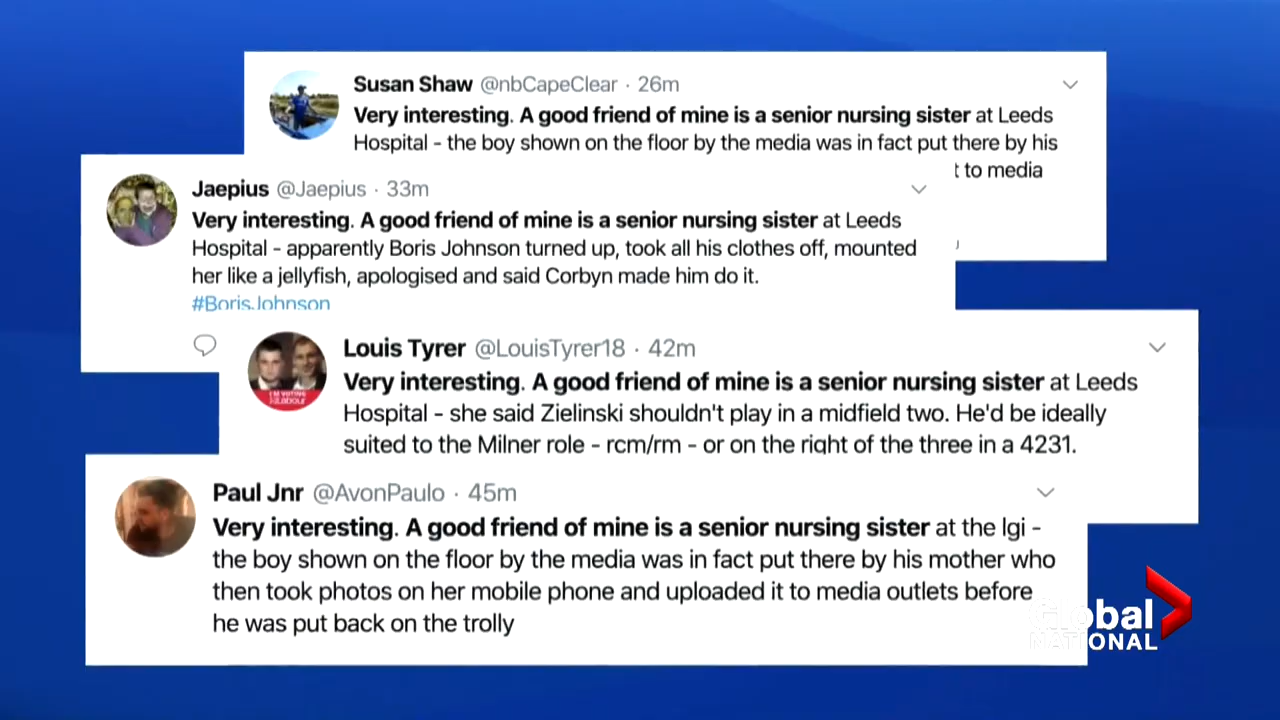 Susan Shaw @nbCapeClear · 26m
Very interesting. A good friend of mine is a senior nursing sister at Leeds
Hospital - the boy shown on the floor by the media was in fact put there by his
t to media
Jaepius @Jaepius · 33m
Very interesting. A good friend of mine is a senior nursing sister at Leeds
Hospital - apparently Boris Johnson turned up, took all his clothes off, mounted
her like a jellyfish, apologised and said Corbyn made him do it.
#BorisJohnson
Louis Tyrer @LouisTyrer18 · 42m
Very interesting. A good friend of mine is a senior nursing sister at Leeds
Hospital - she said Zielinski shouldn't play in a midfield two. He'd be ideally
suited to the Milner role - rcm/rm - or on the right of the three in a 4231.
I'M VOTING
Labour
Paul Jnr @AvonPaulo · 45m
Very interesting. A good friend of mine is a senior nursing sister at the lgi -
the boy shown on the floor by the media was in fact put there by his mother who
then took photos on her mobile phone and uploaded it to media outlets before
he was put back on the trolly
Global
NATIONAL